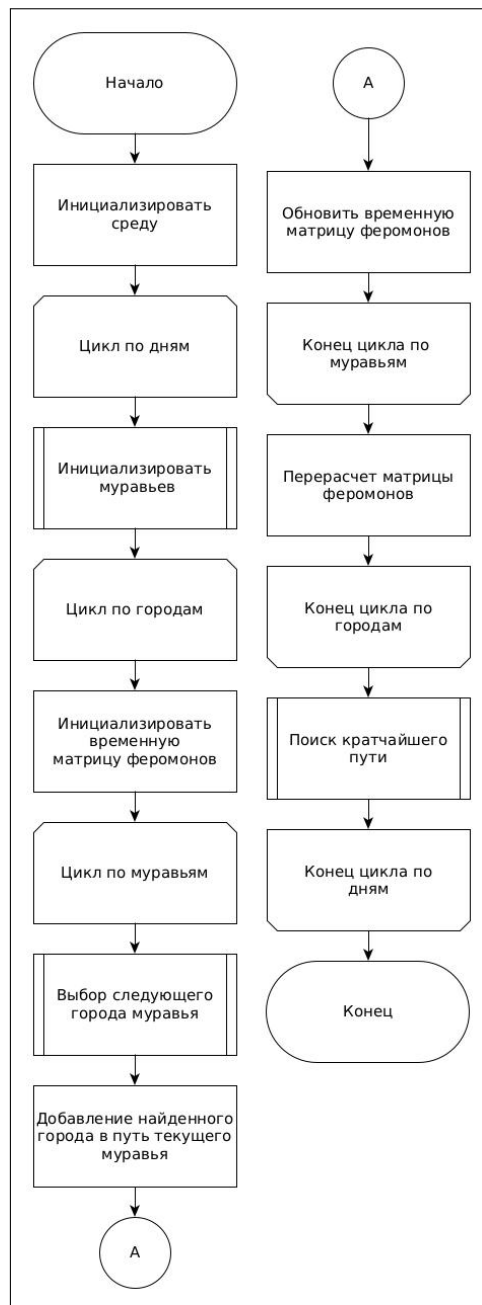 Начало
Инициализировать
среду
Цикл по дням
Инициализировать
муравьев
Цикл по городам
Инициализировать
временную
матрицу феромонов
Цикл по муравьям
Выбор следующего
города муравья
Добавление найденного
города в путь текущего
муравья
А
А
Обновить временную
матрицу феромонов
Конец цикла по
муравьям
Перерасчет матрицы
феромонов
Конец цикла по
городам
Поиск кратчайшего
пути
Конец цикла по
дням
Конец